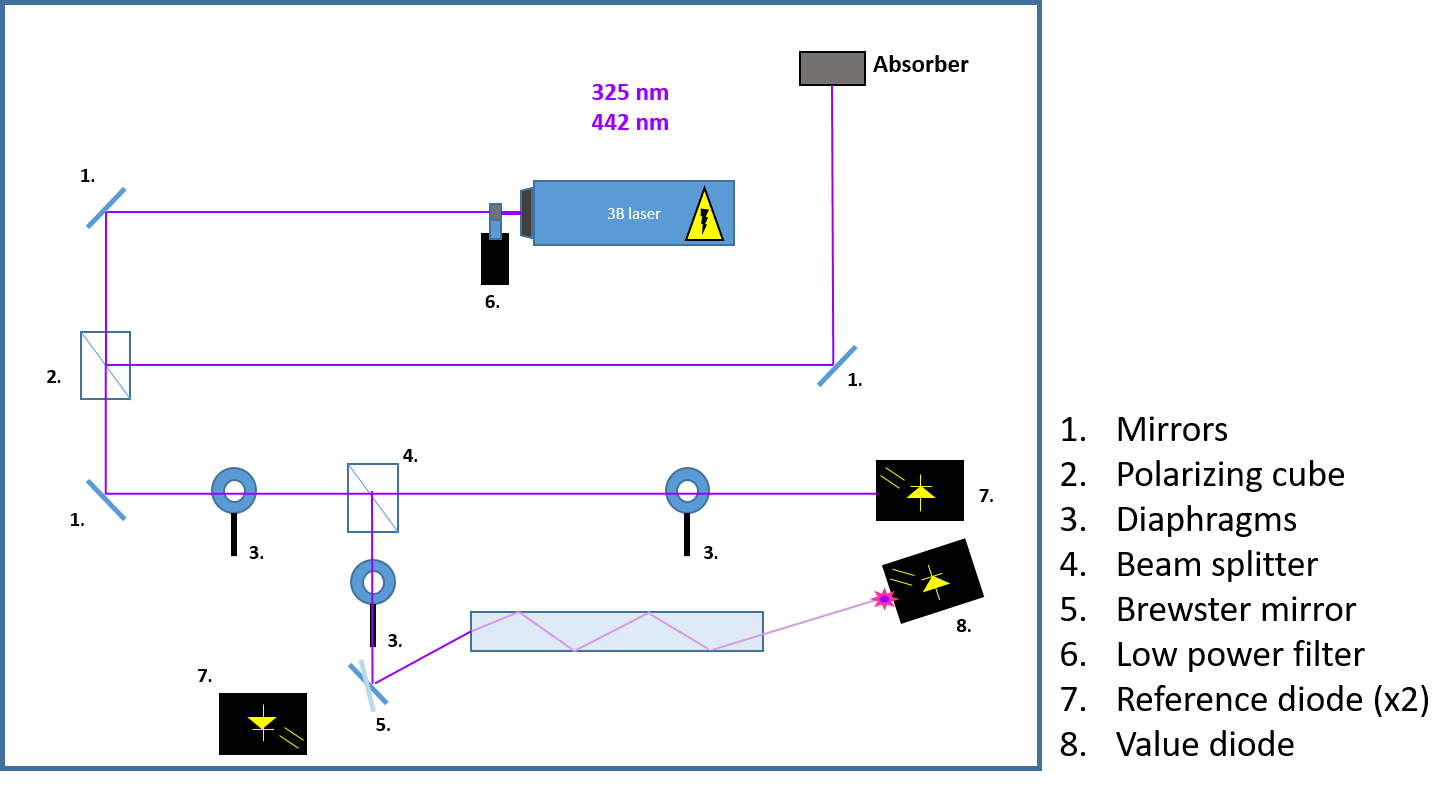 Absorber
325 nm
442 nm
1.
3B laser
6.
2.
1.
4.
1.
3.
3.
7.
3.
8.
7.
5.
1. Mirrors
2. Polarizing cube
3. Diaphragms
4. Beam splitter
5. Brewster mirror
6. Low power filter
7. Reference diode (x2)
8. Value diode